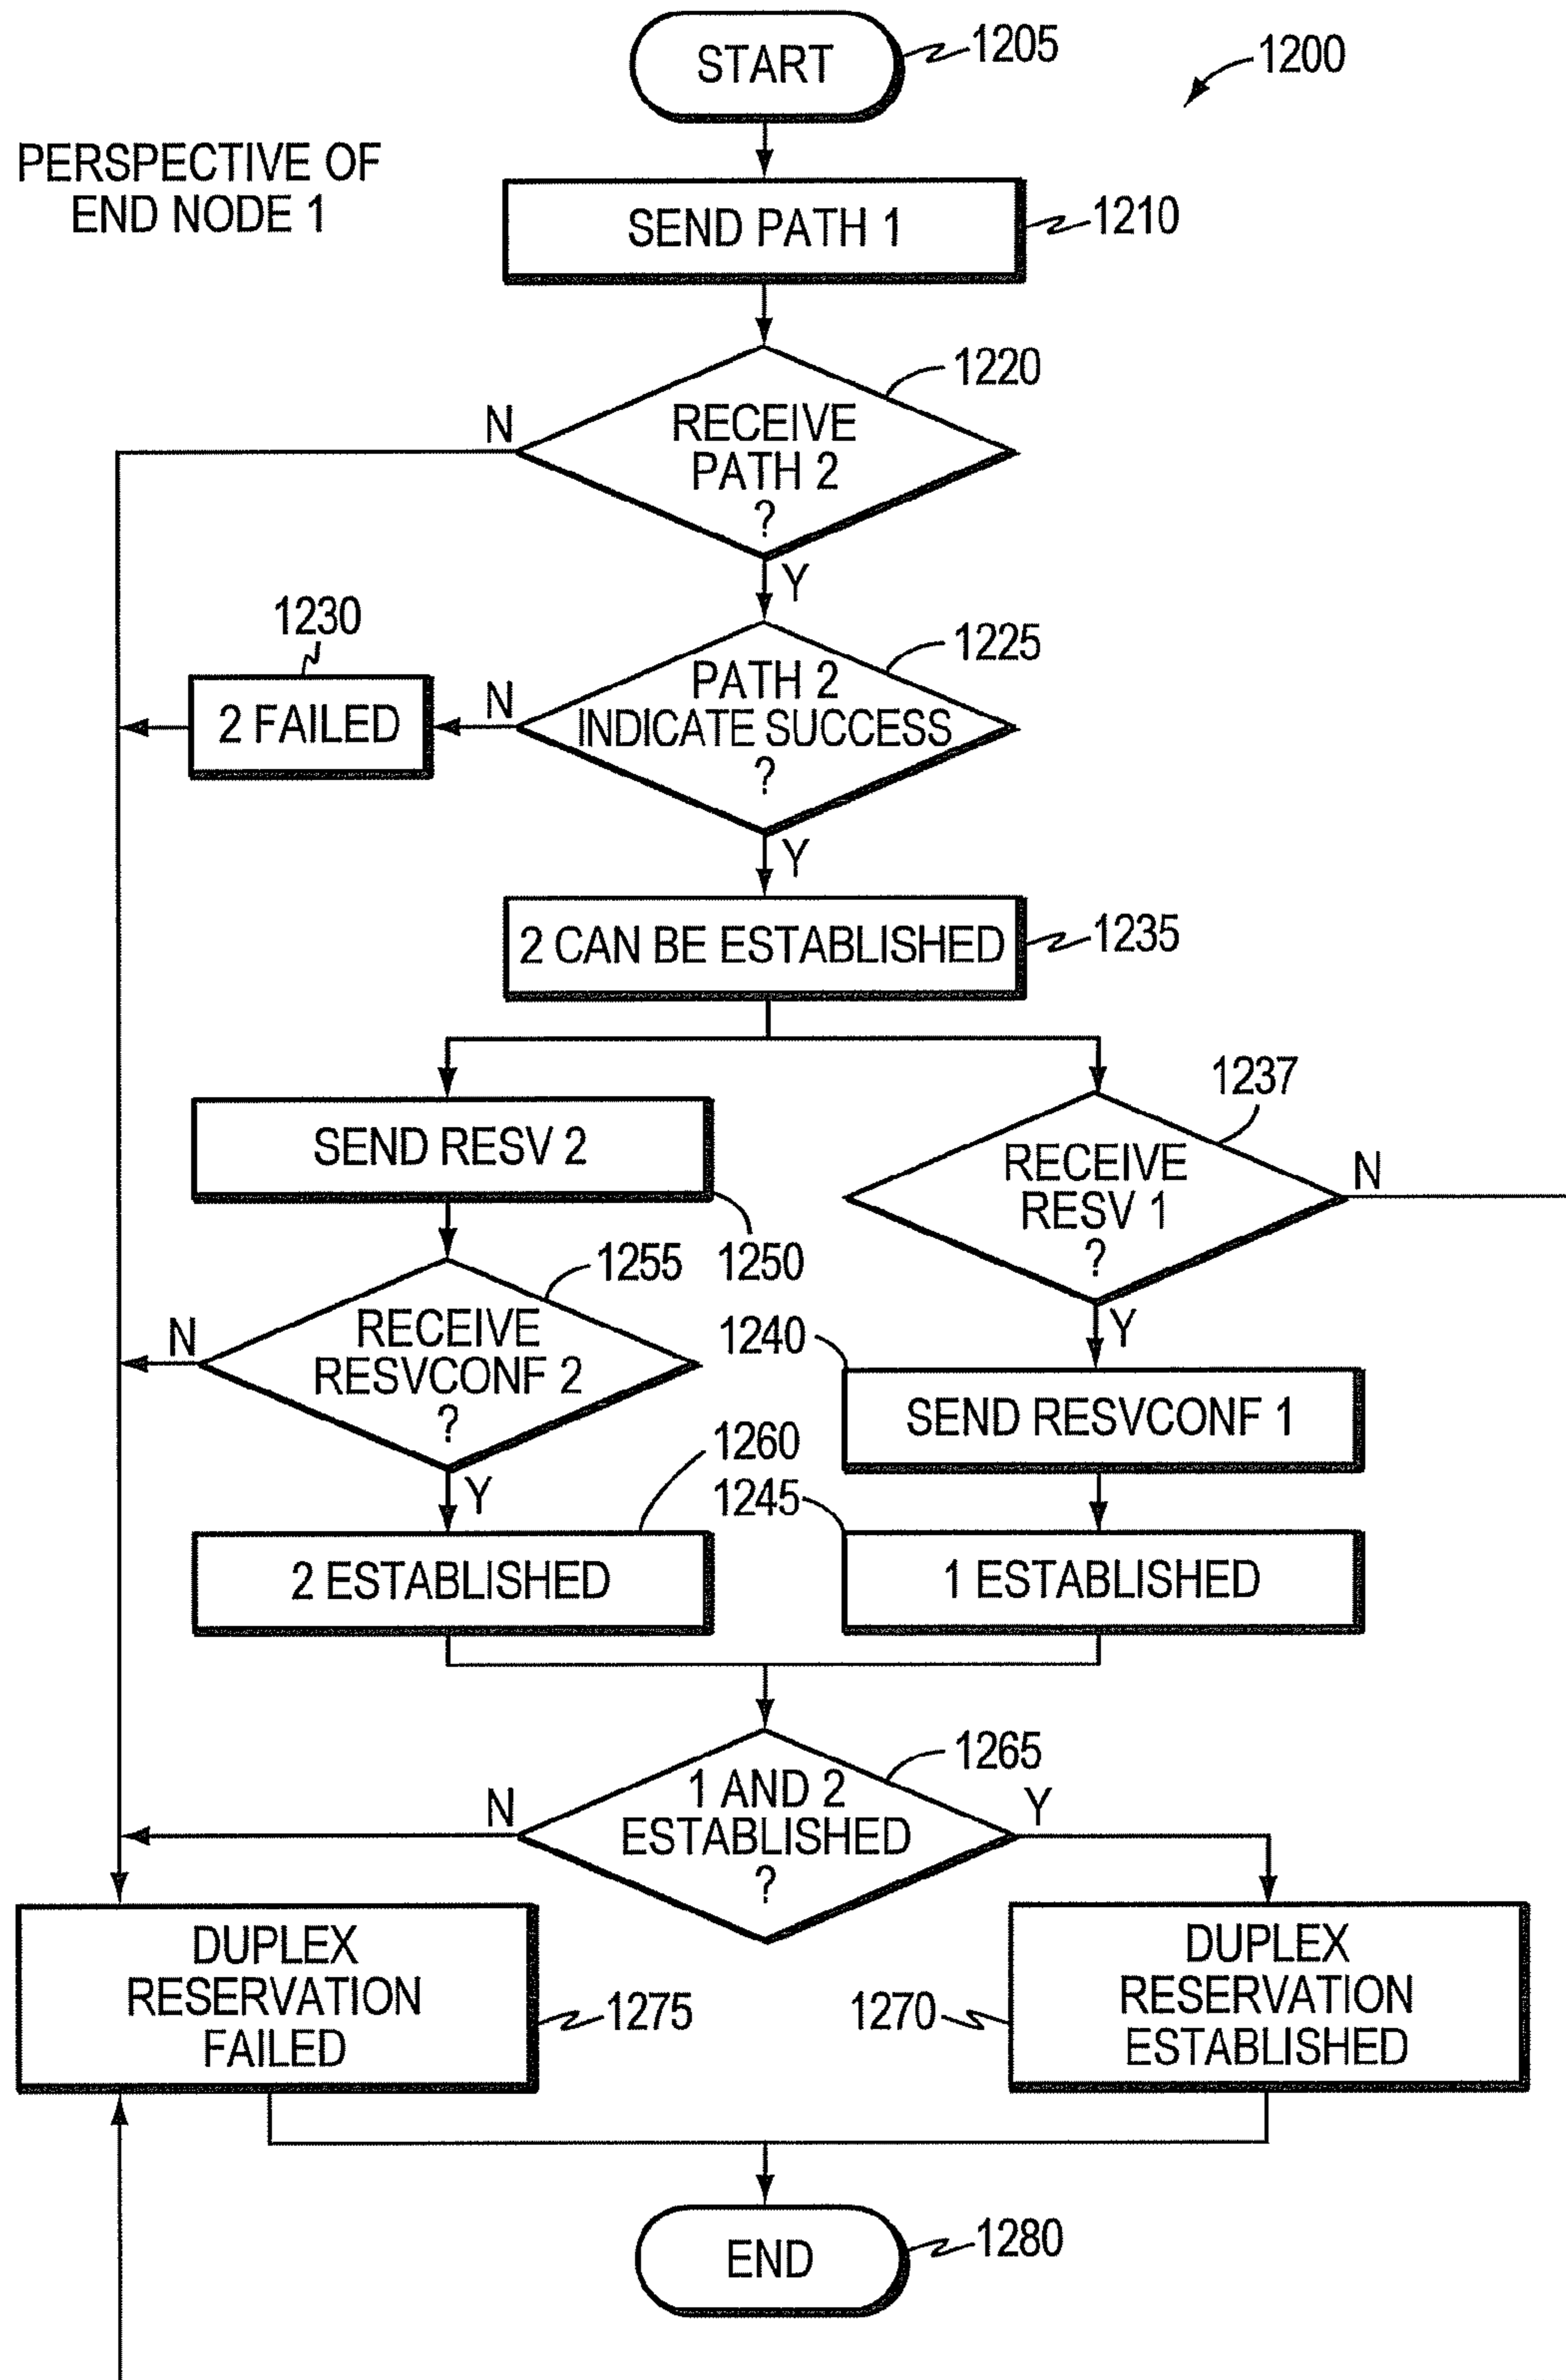 START
1205
1200
PERSPECTIVE OF
END NODE 1
SEND PATH 1
1210
1220
RECEIVE
PATH 2
?
N
Y
1230
1225
2 FAILED
N
PATH 2
INDICATE SUCCESS
?
Y
2 CAN BE ESTABLISHED
1235
1237
SEND RESV 2
1250
RECEIVE
RESV 1
?
N
Y
1255
RECEIVE
RESVCONF 2
?
N
Y
1240
SEND RESVCONF 1
1260
1245
2 ESTABLISHED
1 ESTABLISHED
1265
1 AND 2
ESTABLISHED
?
N
Y
DUPLEX
RESERVATION
FAILED
1275
1270
DUPLEX
RESERVATION
ESTABLISHED
END
1280